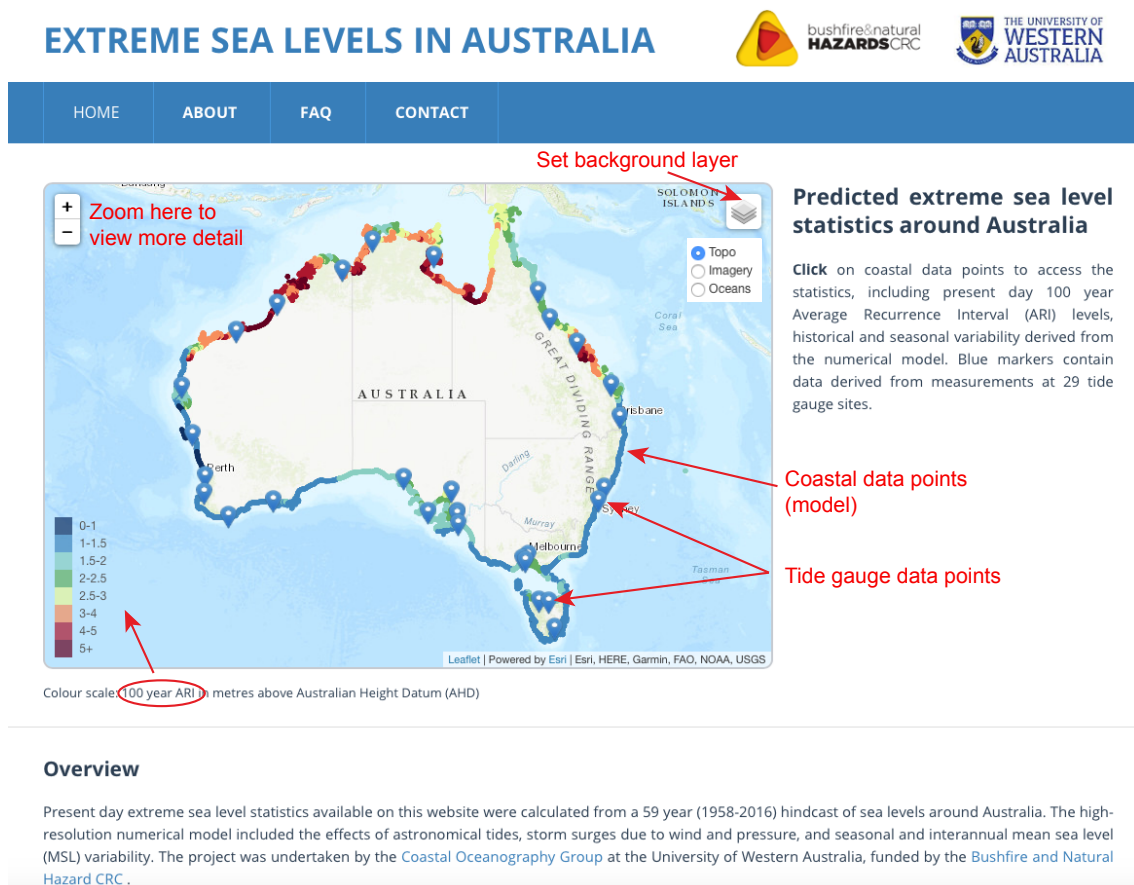 EXTREME SEA LEVELS IN AUSTRALIA
bushfire&natural
HAZARDSCRC
THE UNIVERSITY OF
WESTERN
AUSTRALIA
HOME
ABOUT
FAQ
CONTACT
Set background layer
+
−
Zoom here to
view more detail
SOLOMON
ISLANDS
Topo
Imagery
Oceans
Coral
Sea
GREAT DIVIDING RANGE
AUSTRALIA
risbane
Darling
Perth
Sydney
Murray
Melbourne
Tasman
Sea
0-1
1-1.5
1.5-2
2-2.5
2.5-3
3-4
4-5
5+
Leaflet | Powered by Esri | Esri, HERE, Garmin, FAO, NOAA, USGS
Colour scale: 100 year ARI in metres above Australian Height Datum (AHD)
Predicted extreme sea level
statistics around Australia
Click on coastal data points to access the
statistics, including present day 100 year
Average Recurrence Interval (ARI) levels,
historical and seasonal variability derived from
the numerical model. Blue markers contain
data derived from measurements at 29 tide
gauge sites.
Coastal data points
(model)
Tide gauge data points
Overview
Present day extreme sea level statistics available on this website were calculated from a 59 year (1958-2016) hindcast of sea levels around Australia. The high-
resolution numerical model included the effects of astronomical tides, storm surges due to wind and pressure, and seasonal and interannual mean sea level
(MSL) variability. The project was undertaken by the Coastal Oceanography Group at the University of Western Australia, funded by the Bushfire and Natural
Hazard CRC .